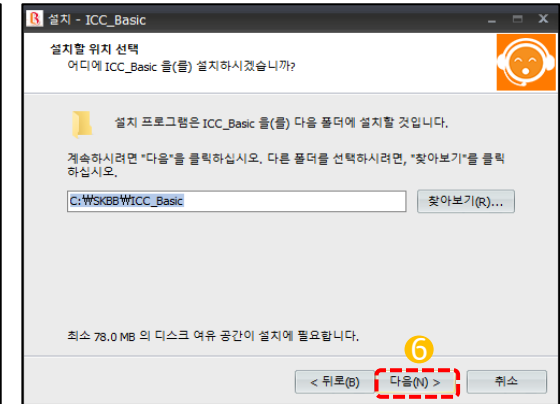 설치 - ICC_Basic
설치할 위치 선택
어디에 ICC_Basic 을(를) 설치하시겠습니까?
설치 프로그램은 ICC_Basic 을(를) 다음 폴더에 설치할 것입니다.
계속하시려면 "다음"을 클릭하십시오. 다른 폴더를 선택하시려면, "찾아보기"를 클릭
하십시오.
C:₩SKBB₩ICC_Basic
찾아보기(R)...
최소 78.0 MB 의 디스크 여유 공간이 설치에 필요합니다.
6
< 뒤로(B) 다음(N) > 취소